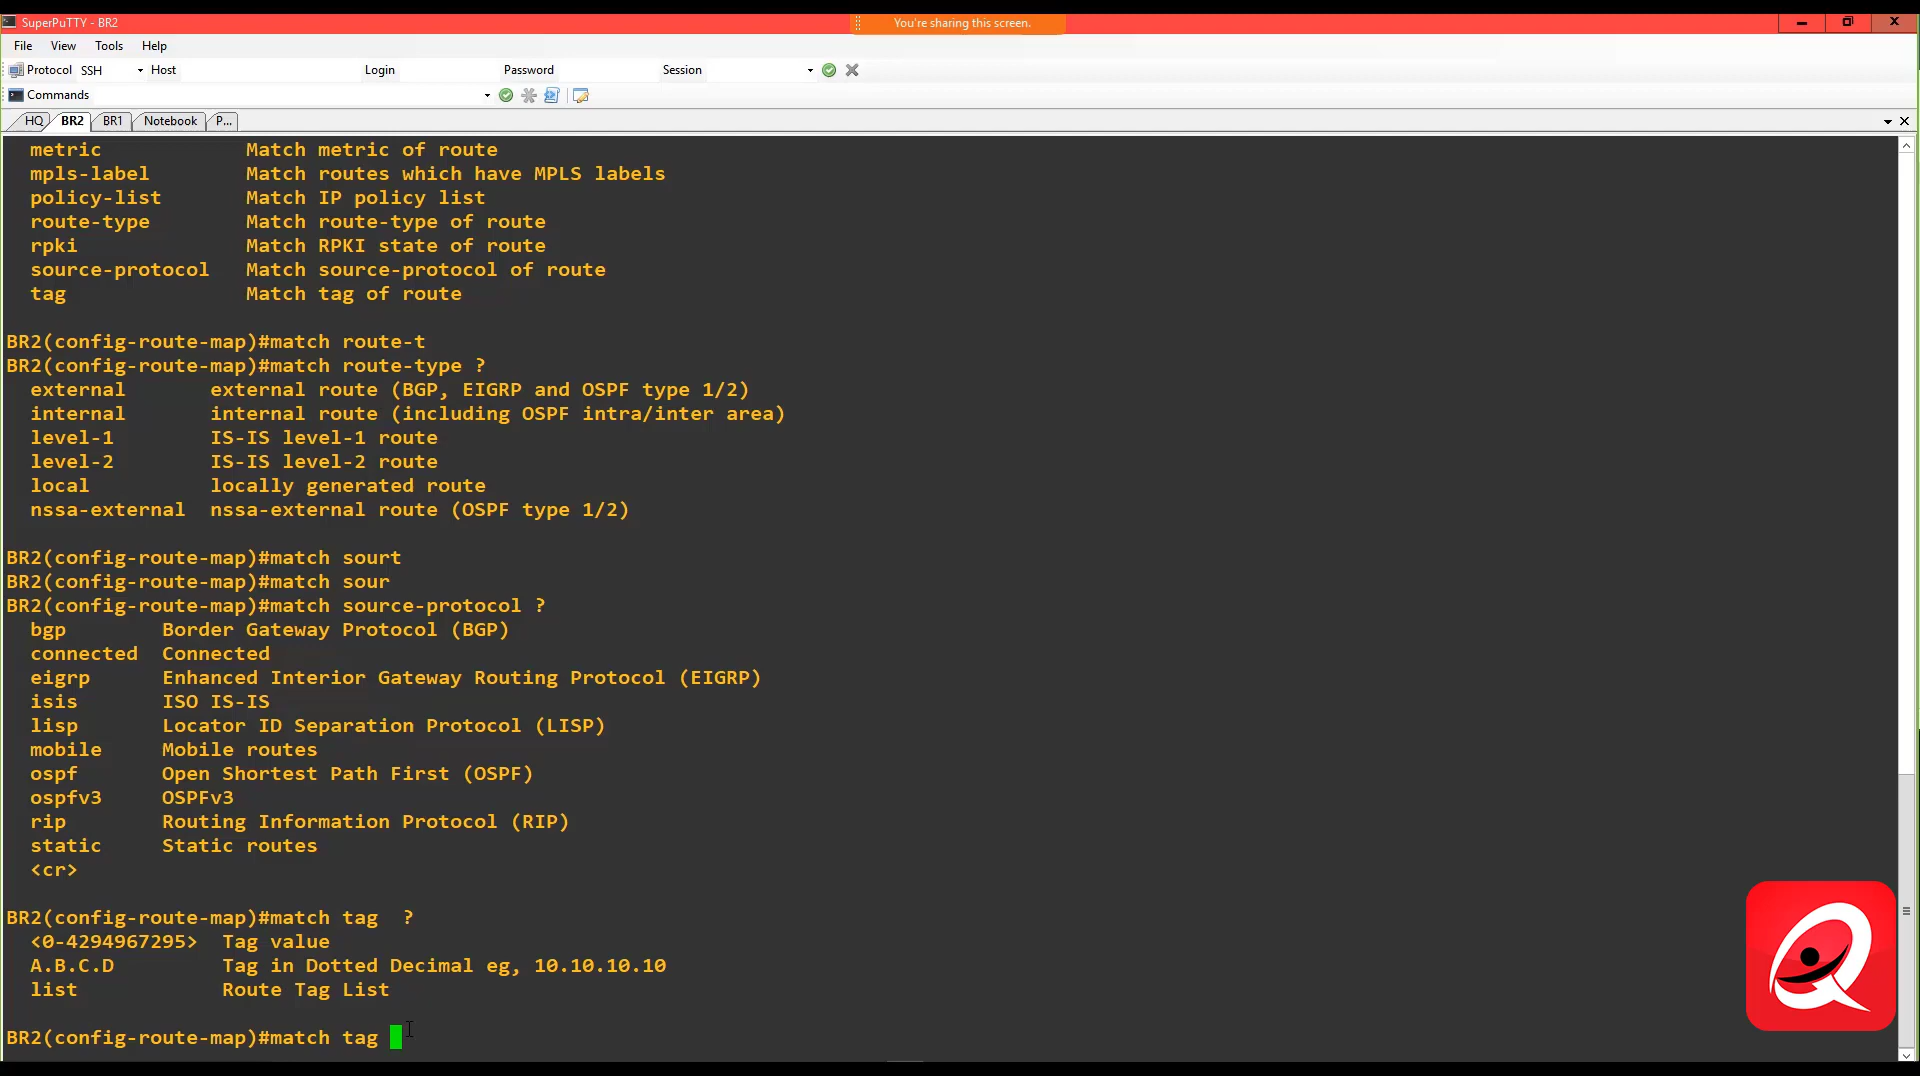 SuperPuTTY - BR2
You're sharing this screen.
File View Tools Help
Protocol SSH Host Login Password Session
Commands
HQ BR2 BR1 Notebook P...
metric Match metric of route
mpls-label Match routes which have MPLS labels
policy-list Match IP policy list
route-type Match route-type of route
rpki Match RPKI state of route
source-protocol Match source-protocol of route
tag Match tag of route
BR2(config-route-map)#match route-t
BR2(config-route-map)#match route-type ?
external external route (BGP, EIGRP and OSPF type 1/2)
internal internal route (including OSPF intra/inter area)
level-1 IS-IS level-1 route
level-2 IS-IS level-2 route
local locally generated route
nssa-external nssa-external route (OSPF type 1/2)
BR2(config-route-map)#match sourt
BR2(config-route-map)#match sour
BR2(config-route-map)#match source-protocol ?
bgp Border Gateway Protocol (BGP)
connected Connected
eigrp Enhanced Interior Gateway Routing Protocol (EIGRP)
isis ISO IS-IS
lisp Locator ID Separation Protocol (LISP)
mobile Mobile routes
ospf Open Shortest Path First (OSPF)
ospfv3 OSPFv3
rip Routing Information Protocol (RIP)
static Static routes
<cr>
BR2(config-route-map)#match tag  ?
<0-4294967295> Tag value
A.B.C.D Tag in Dotted Decimal eg, 10.10.10.10
list Route Tag List
BR2(config-route-map)#match tag